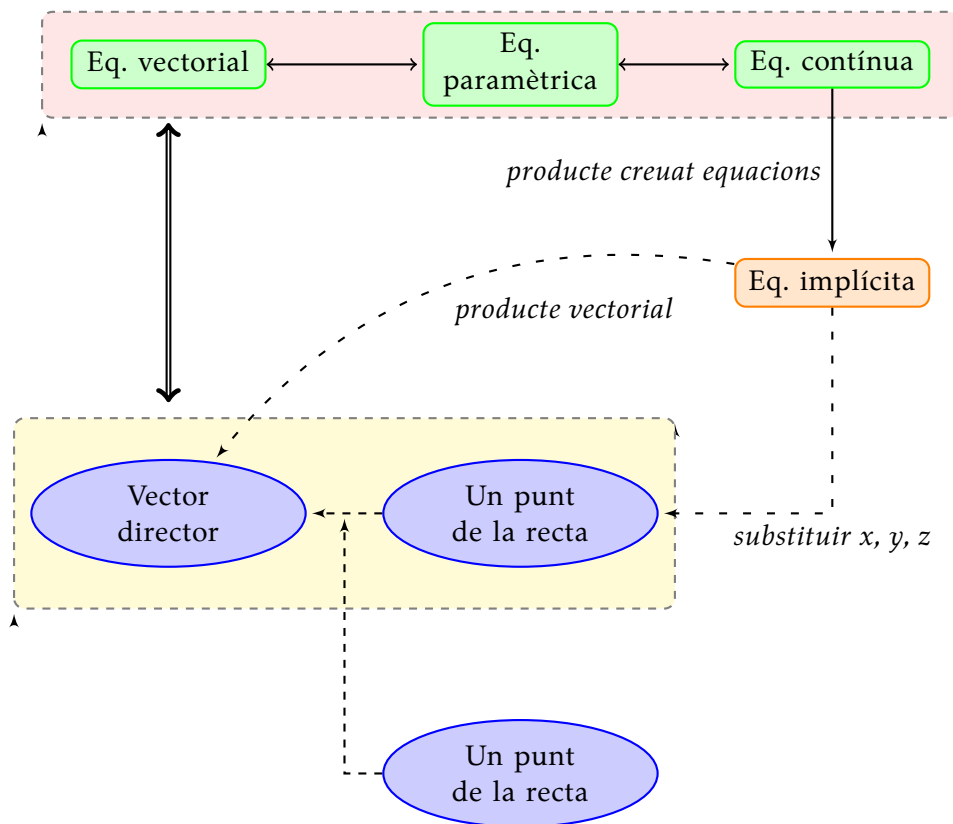 Eq. vectorial
Eq.
paramètrica
Eq. contínua
producte creuat equacions
Eq. implícita
producte vectorial
Vector
director
Un punt
de la recta
substituir x, y, z
Un punt
de la recta